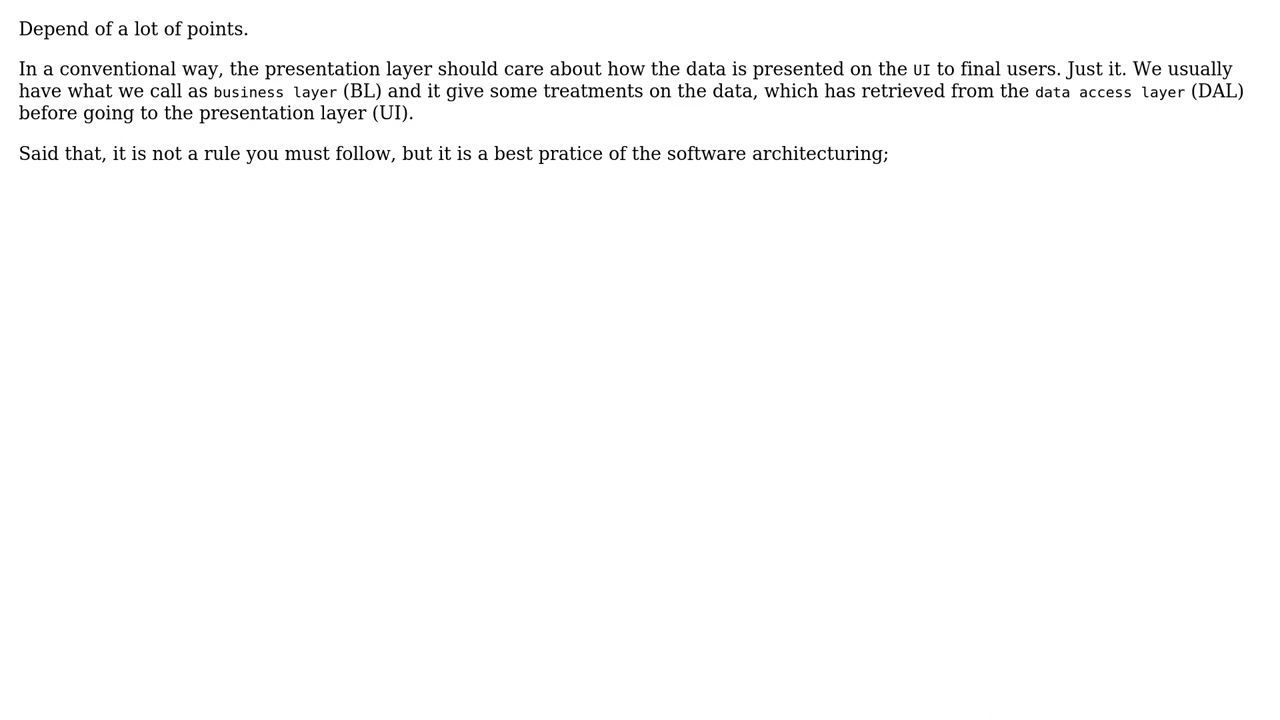 Depend of a lot of points.
In a conventional way, the presentation layer should care about how the data is presented on the UI to final users. Just it. We usually
have what we call as business layer (BL) and it give some treatments on the data, which has retrieved from the data access layer (DAL)
before going to the presentation layer (UI).
Said that, it is not a rule you must follow, but it is a best pratice of the software architecturing;